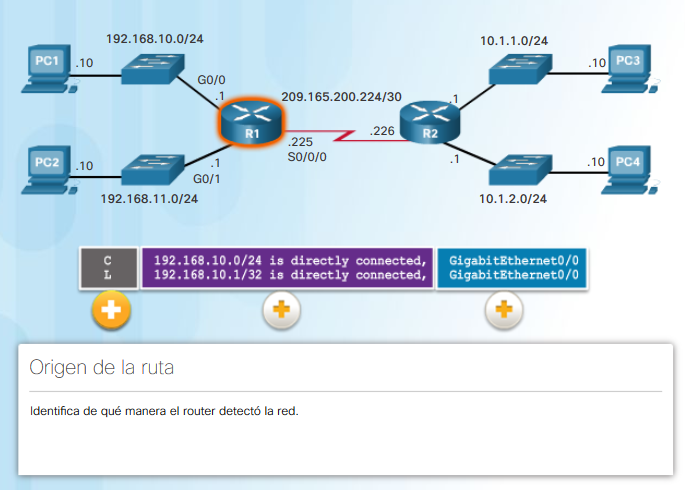 192.168.10.0/24
10.1.1.0/24
PC1
.10
.10
PC3
G0/0
.1
209.165.200.224/30
.1
R1
.225
.226
R2
S0/0/0
PC2
.10
.1
G0/1
.1
.10
PC4
192.168.11.0/24
10.1.2.0/24
C 192.168.10.0/24 is directly connected, GigabitEthernet0/0
L 192.168.10.1/32 is directly connected, GigabitEthernet0/0
Origen de la ruta
Identifica de qué manera el router detectó la red.